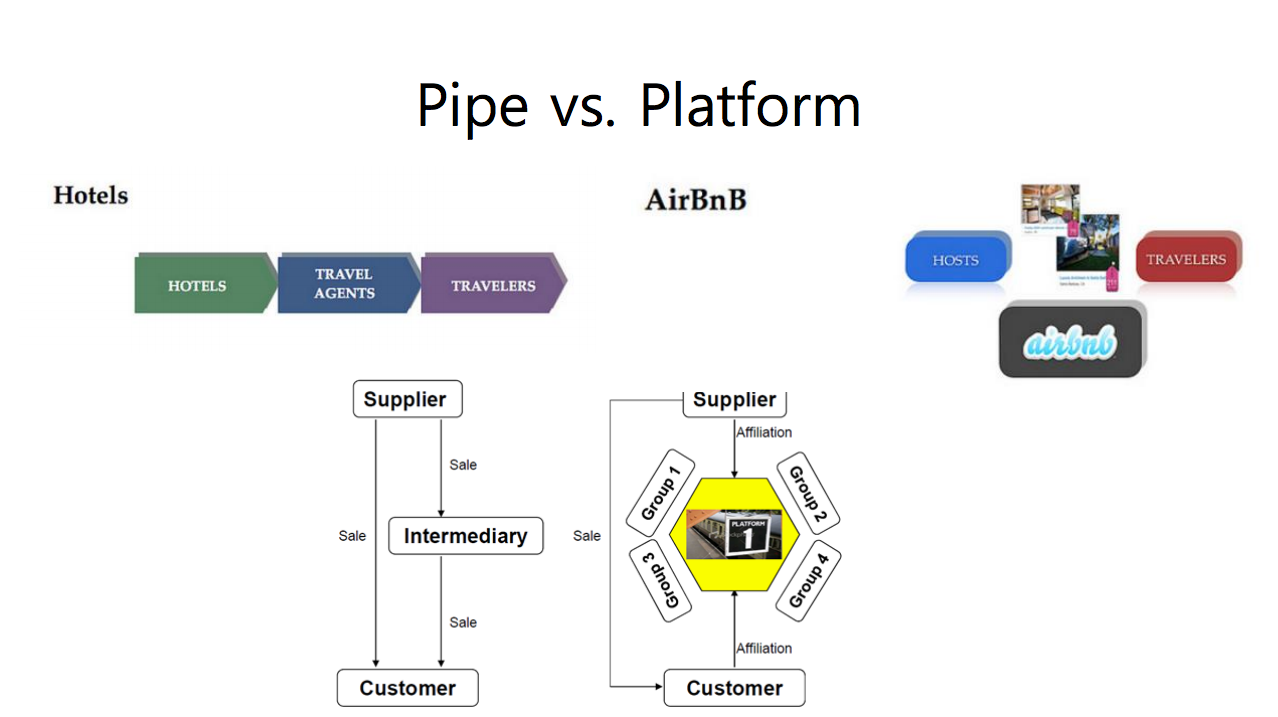 Pipe vs. Platform
Hotels
HOTELS
TRAVEL
AGENTS
TRAVELERS
AirBnB
HOSTS
TRAVELERS
airbnb
Supplier
Sale
Sale
Intermediary
Sale
Customer
Supplier
Affiliation
Group 1
Group 2
Sale
PLATFORM
1
Group 3
Group 4
Affiliation
Customer